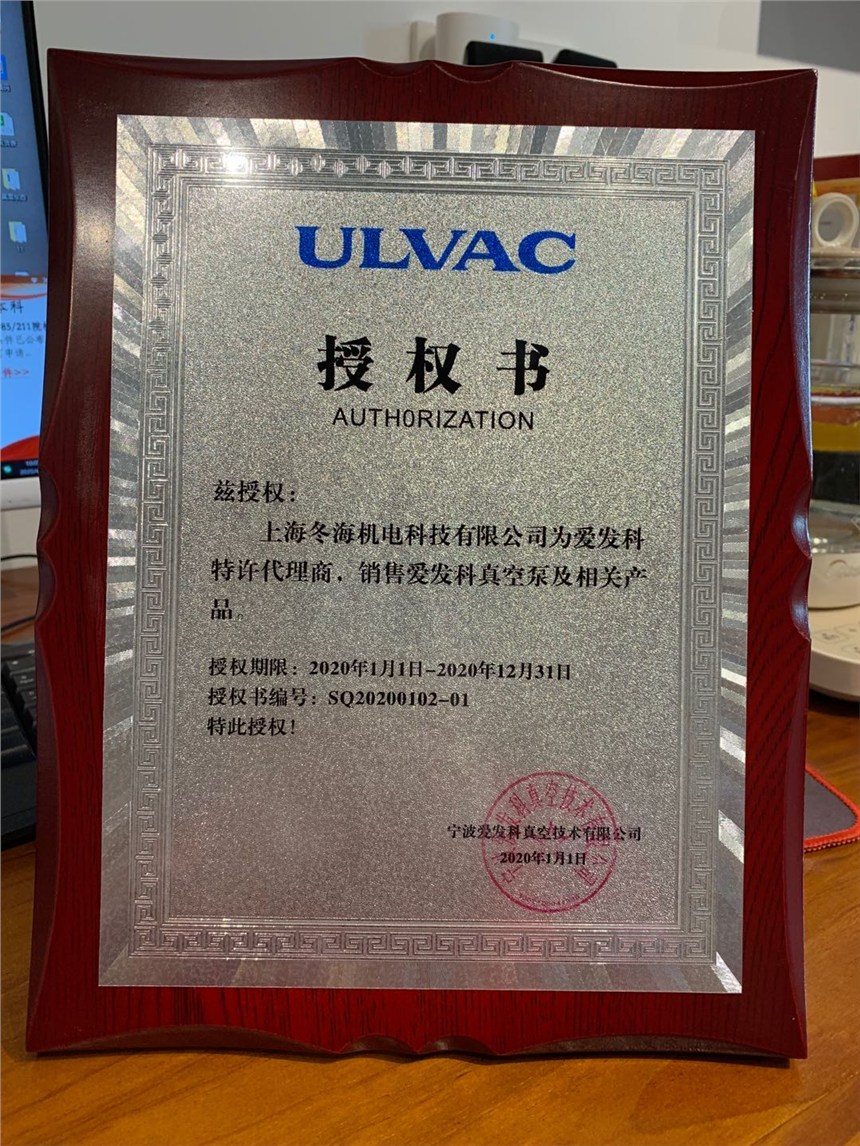 ULVAC
授权书
AUTH0RIZATION
兹授权：
上海冬海机电科技有限公司为爱发科
特许代理商，销售爱发科真空泵及相关产
品。
授权期限：2020年1月1日-2020年12月31日
授权书编号：SQ20200102-01
特此授权！
宁波爱发科真空技术有限公司
2020年1月1日
本科